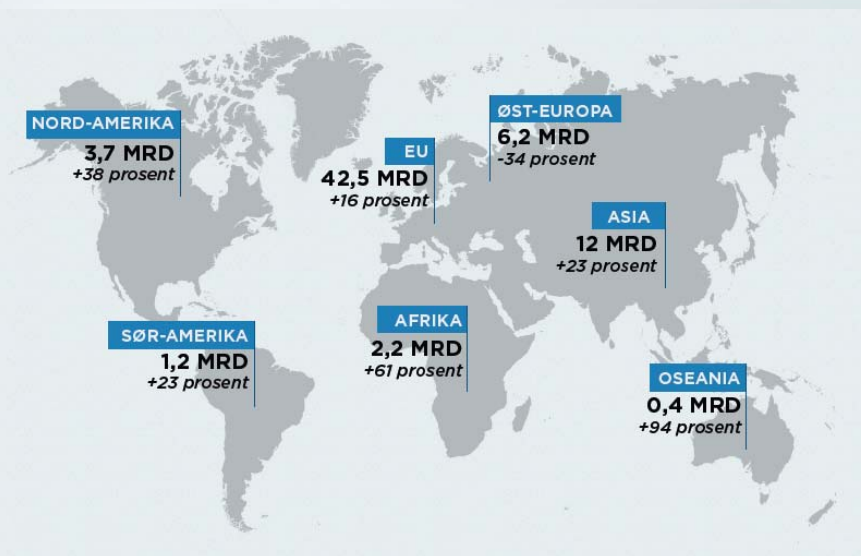 NORD-AMERIKA
3,7 MRD
+38 prosent
EU
42,5 MRD
+16 prosent
ØST-EUROPA
6,2 MRD
-34 prosent
ASIA
12 MRD
+23 prosent
SØR-AMERIKA
1,2 MRD
+23 prosent
AFRIKA
2,2 MRD
+61 prosent
OSEANIA
0,4 MRD
+94 prosent